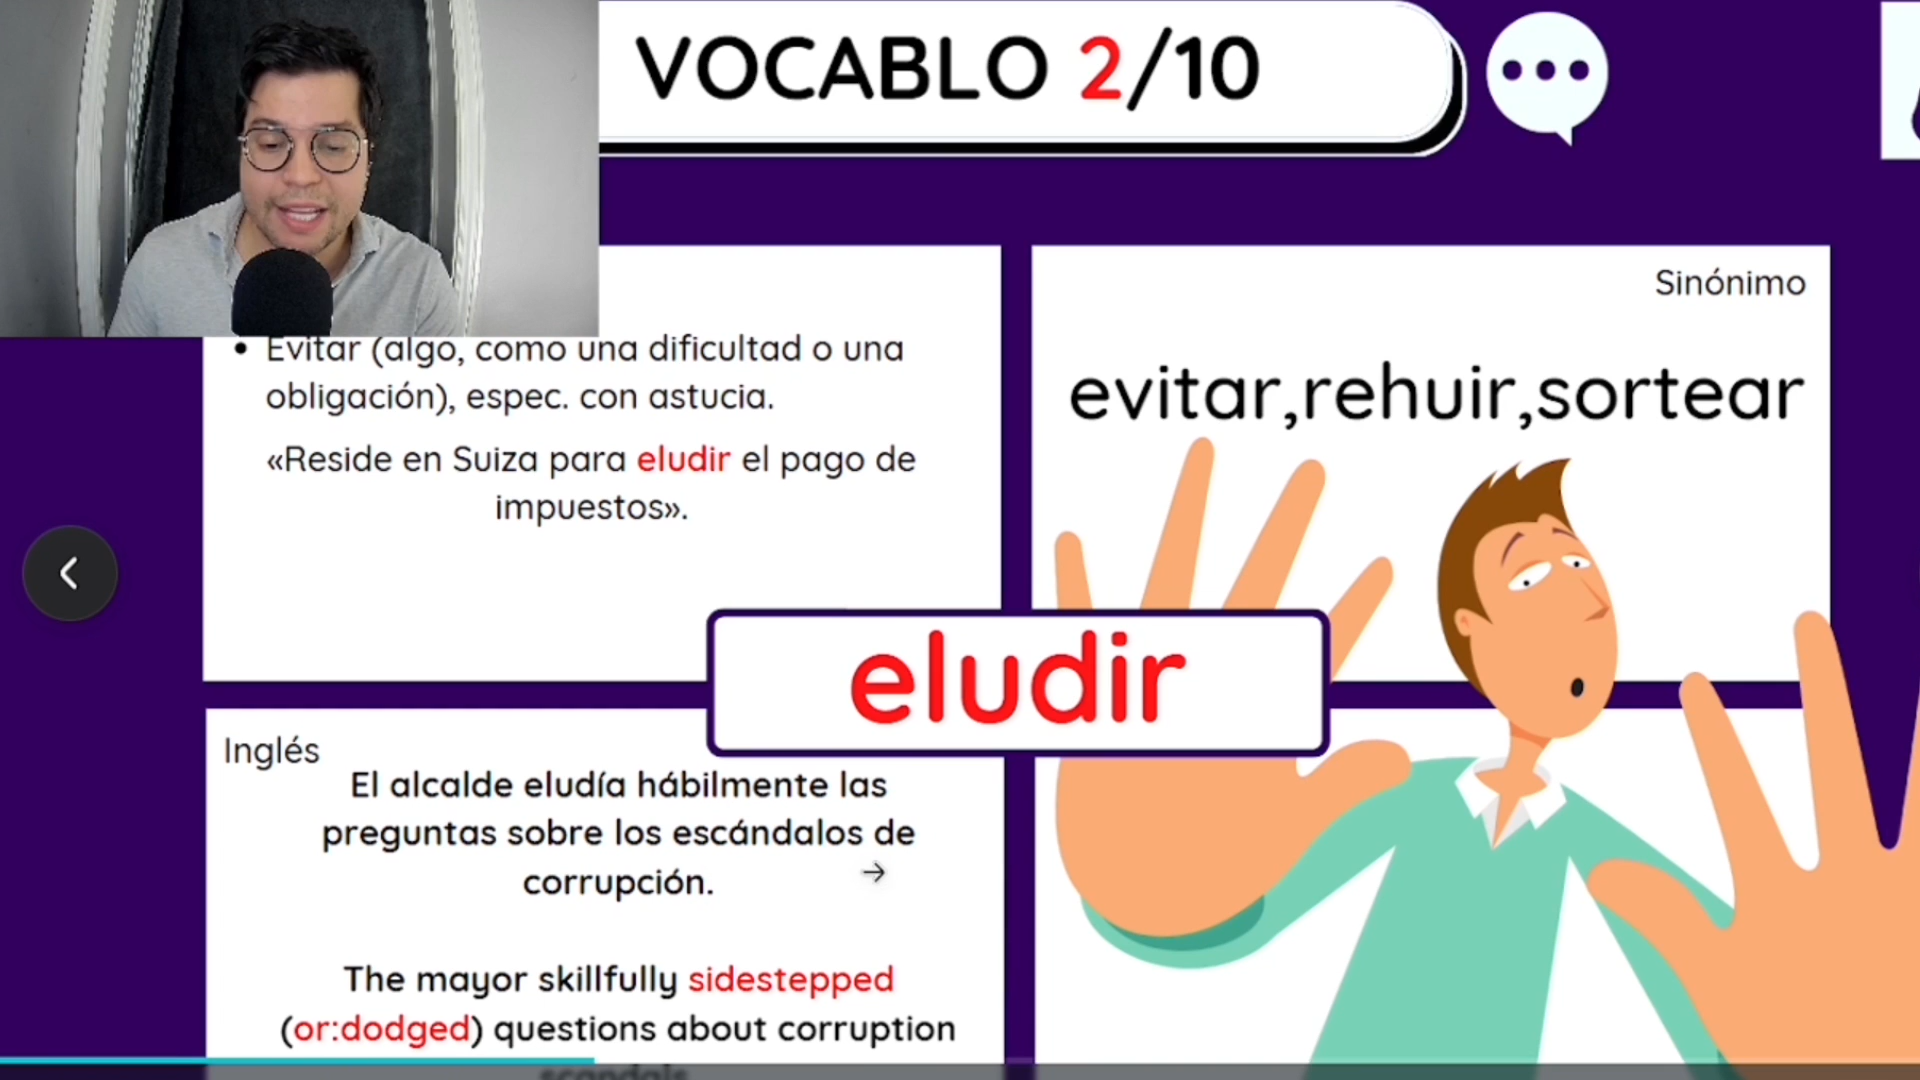 VOCABLO 2/10
Evitar (algo, como una dificultad o una
obligación), espec. con astucia.
«Reside en Suiza para eludir el pago de
impuestos».
Sinónimo
evitar,rehuir,sortear
eludir
Inglés
El alcalde eludía hábilmente las
preguntas sobre los escándalos de
corrupción.
The mayor skillfully sidestepped
(or:dodged) questions about corruption
scandals